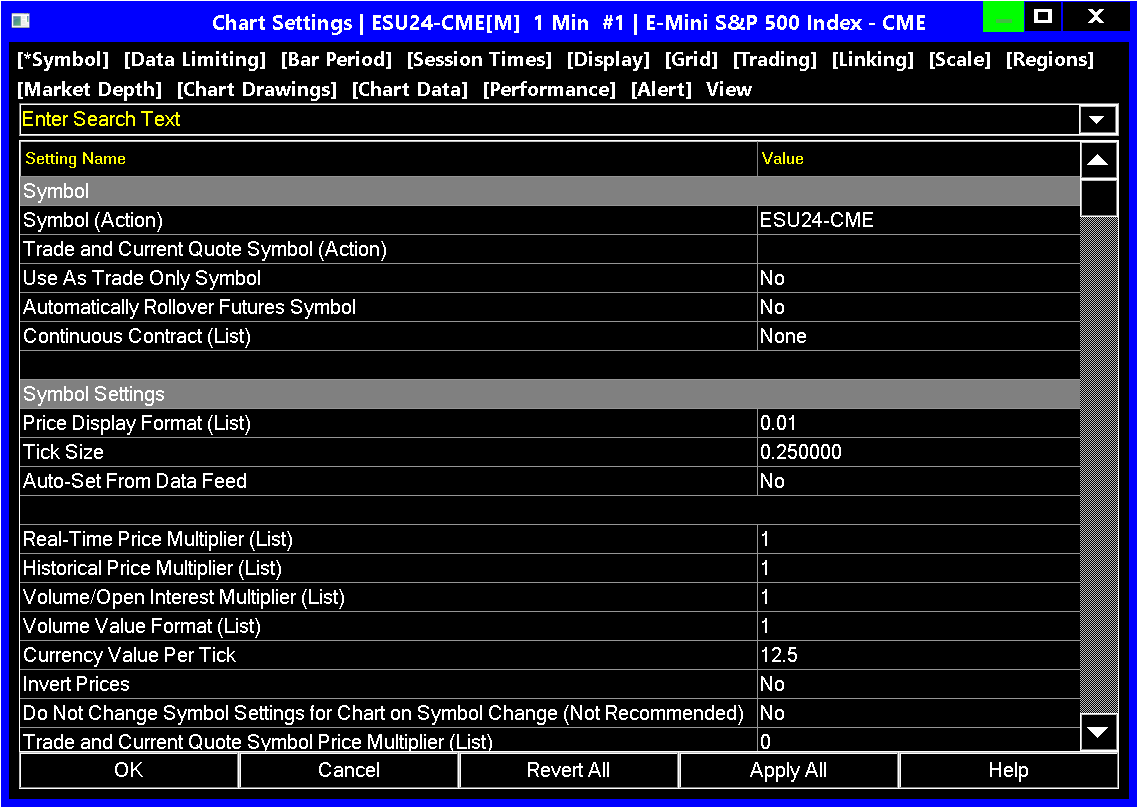 Chart Settings | ESU24-CME[M]  1 Min  #1 | E-Mini S&P 500 Index - CME
[*Symbol]  [Data Limiting]  [Bar Period]  [Session Times]  [Display]  [Grid]  [Trading]  [Linking]  [Scale]  [Regions]
[Market Depth]  [Chart Drawings]  [Chart Data]  [Performance]  [Alert]  View
Enter Search Text
Setting Name Value
Symbol
Symbol (Action) ESU24-CME
Trade and Current Quote Symbol (Action)
Use As Trade Only Symbol No
Automatically Rollover Futures Symbol No
Continuous Contract (List) None
Symbol Settings
Price Display Format (List) 0.01
Tick Size 0.250000
Auto-Set From Data Feed No
Real-Time Price Multiplier (List) 1
Historical Price Multiplier (List) 1
Volume/Open Interest Multiplier (List) 1
Volume Value Format (List) 1
Currency Value Per Tick 12.5
Invert Prices No
Do Not Change Symbol Settings for Chart on Symbol Change (Not Recommended) No
Trade and Current Quote Symbol Price Multiplier (List) 0
OK Cancel Revert All Apply All Help